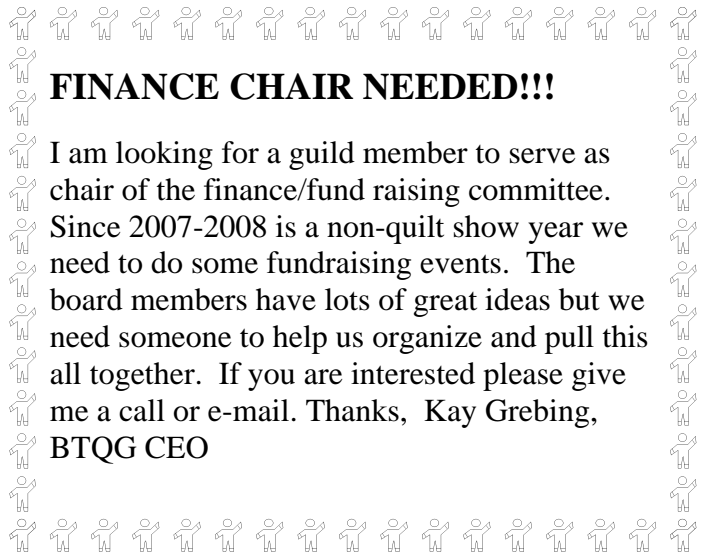 FINANCE CHAIR NEEDED!!!
I am looking for a guild member to serve as
chair of the finance/fund raising committee.
Since 2007-2008 is a non-quilt show year we
need to do some fundraising events.  The
board members have lots of great ideas but we
need someone to help us organize and pull this
all together.  If you are interested please give
me a call or e-mail. Thanks,  Kay Grebing,
BTQG CEO